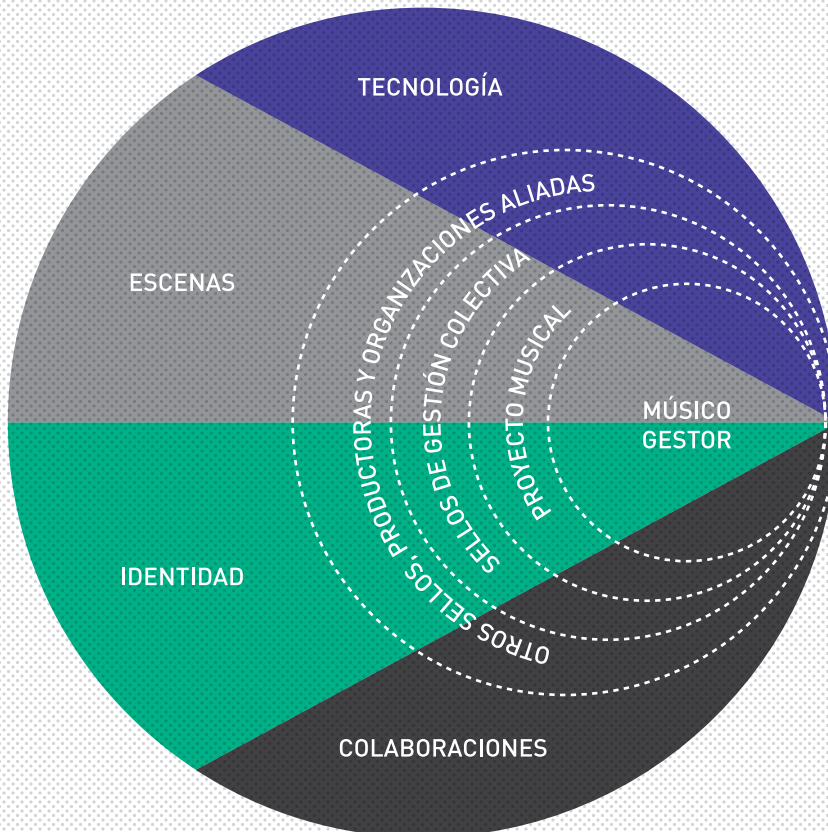 TECNOLOGÍA
ESCENAS
OTROS SELLOS, PRODUCTORAS Y ORGANIZACIONES ALIADAS
SELLOS DE GESTIÓN COLECTIVA
PROYECTO MUSICAL
MÚSICO
GESTOR
IDENTIDAD
COLABORACIONES